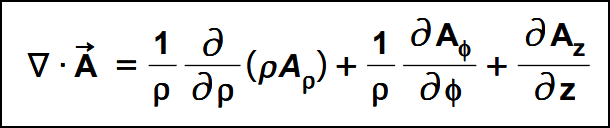 ∇ · A⃗ = 1/ρ ∂/∂ρ (ρA_ρ) + 1/ρ ∂A_ϕ/∂ϕ + ∂A_z/∂z